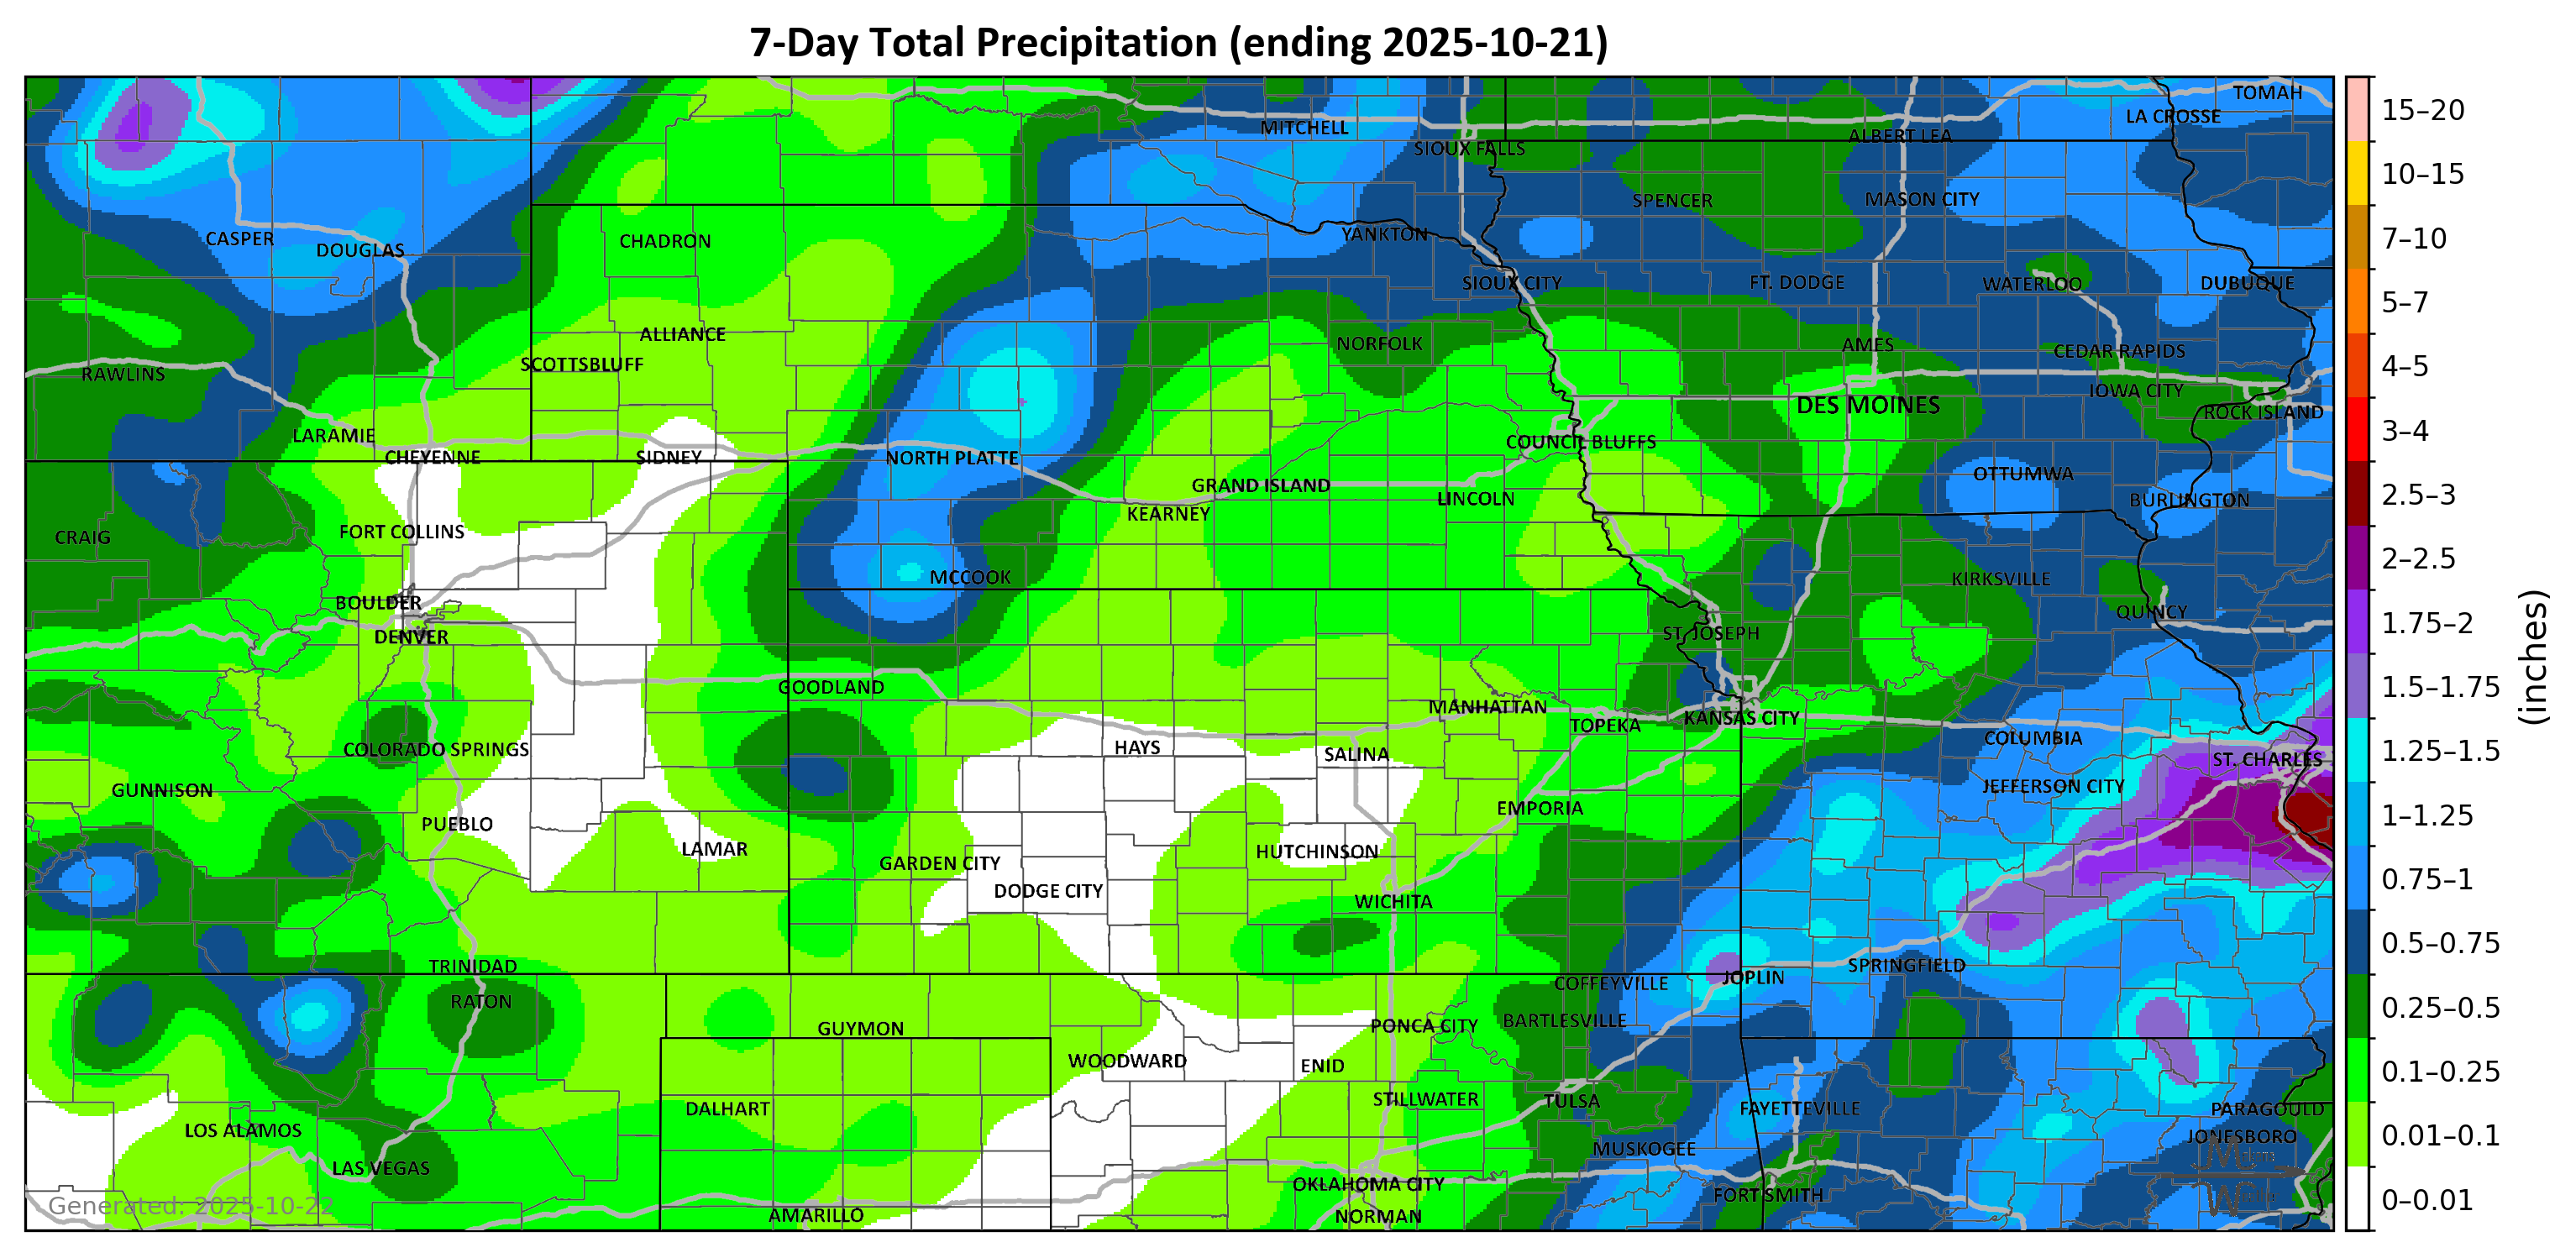 7-Day Total Precipitation (ending 2025-10-21)
TOMAH
LA CROSSE
MITCHELL
ALBERT LEA
SIOUX FALLS
SPENCER
MASON CITY
CASPER
DOUGLAS
CHADRON
YANKTON
SIOUX CITY
FT. DODGE
WATERLOO
DUBUQUE
ALLIANCE
NORFOLK
AMES
CEDAR RAPIDS
SCOTTSBLUFF
RAWLINS
IOWA CITY
DES MOINES
ROCK ISLAND
LARAMIE
COUNCIL BLUFFS
CHEYENNE
SIDNEY
NORTH PLATTE
OTTUMWA
GRAND ISLAND
LINCOLN
BURLINGTON
KEARNEY
FORT COLLINS
CRAIG
MCCOOK
KIRKSVILLE
BOULDER
QUINCY
DENVER
ST. JOSEPH
GOODLAND
MANHATTAN
TOPEKA
KANSAS CITY
COLUMBIA
COLORADO SPRINGS
HAYS
SALINA
ST. CHARLES
GUNNISON
JEFFERSON CITY
EMPORIA
PUEBLO
LAMAR
HUTCHINSON
GARDEN CITY
DODGE CITY
WICHITA
TRINIDAD
SPRINGFIELD
JOPLIN
COFFEYVILLE
RATON
BARTLESVILLE
PONCA CITY
GUYMON
WOODWARD
ENID
STILLWATER
TULSA
DALHART
FAYETTEVILLE
PARAGOULD
LOS ALAMOS
JONESBORO
MUSKOGEE
LAS VEGAS
OKLAHOMA CITY
FORT SMITH
AMARILLO
NORMAN
Generated: 2025-10-22
15–20
10–15
7–10
5–7
4–5
3–4
2.5–3
2–2.5
1.75–2
1.5–1.75
1.25–1.5
1–1.25
0.75–1
0.5–0.75
0.25–0.5
0.1–0.25
0.01–0.1
0–0.01
(inches)